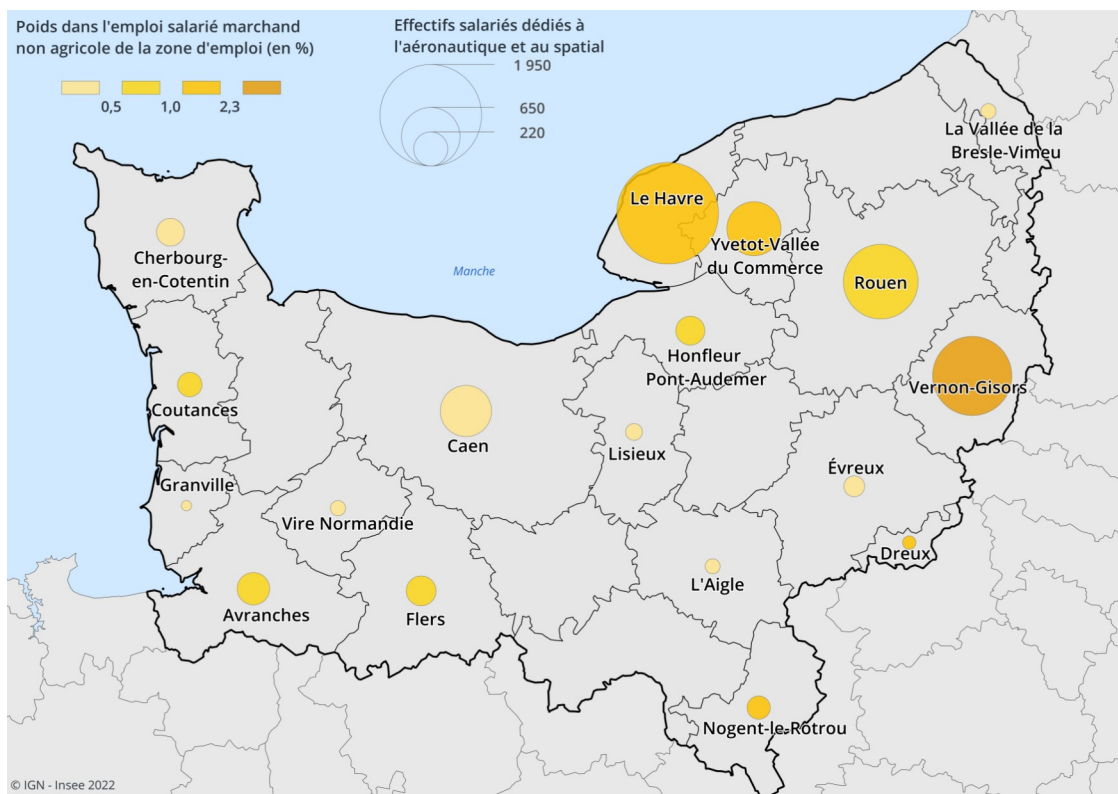 Poids dans l'emploi salarié marchand
non agricole de la zone d'emploi (en %)
0,5
1,0
2,3
Effectifs salariés dédiés à
l'aéronautique et au spatial
1 950
650
220
La Vallée de la
Bresle-Vimeu
Le Havre
Yvetot-Vallée
du Commerce
Cherbourg-
en-Cotentin
Manche
Rouen
Honfleur
Pont-Audemer
Vernon-Gisors
Coutances
Caen
Lisieux
Évreux
Granville
Vire Normandie
Dreux
L'Aigle
Avranches
Flers
Nogent-le-Rotrou
© IGN - Insee 2022